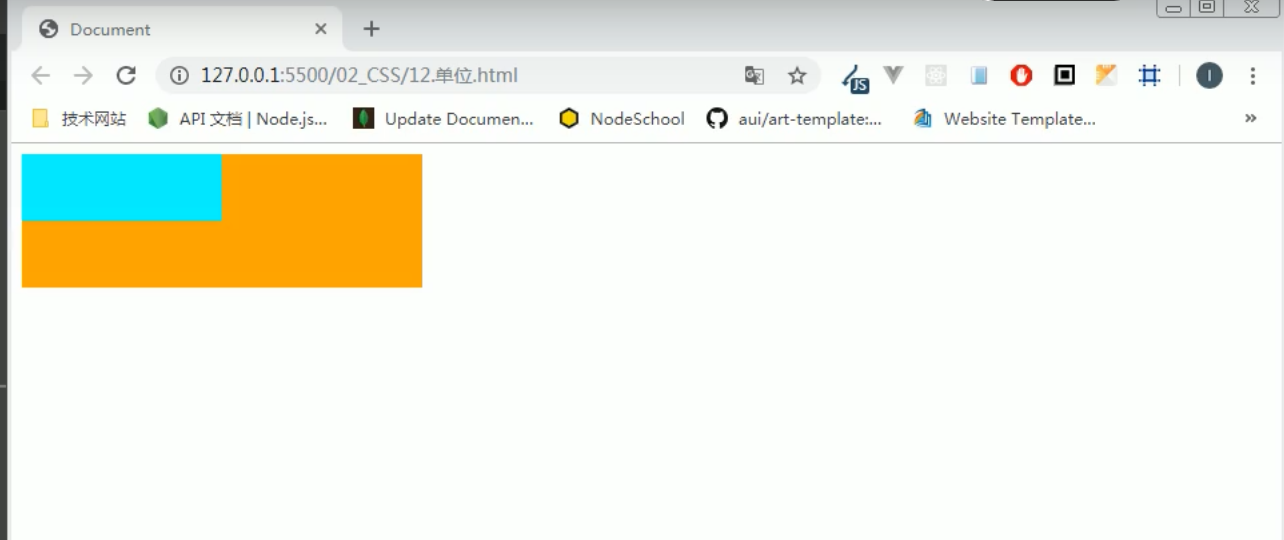 Document
127.0.0.1:5500/02_CSS/12.单位.html
JS
I
技术网站 API 文档 | Node.js... Update Documen... NodeSchool aui/art-template:... Website Template... »